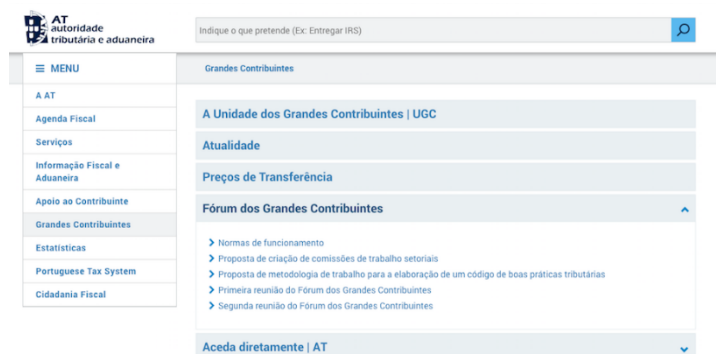 AT
autoridade
tributária e aduaneira
Indique o que pretende (Ex: Entregar IRS)
MENU
Grandes Contribuintes
A AT
Agenda Fiscal
Serviços
Informação Fiscal e
Aduaneira
Apoio ao Contribuinte
Grandes Contribuintes
Estatísticas
Portuguese Tax System
Cidadania Fiscal
A Unidade dos Grandes Contribuintes | UGC
Atualidade
Preços de Transferência
Fórum dos Grandes Contribuintes
Normas de funcionamento
Proposta de criação de comissões de trabalho setoriais
Proposta de metodologia de trabalho para a elaboração de um código de boas práticas tributárias
Primeira reunião do Fórum dos Grandes Contribuintes
Segunda reunião do Fórum dos Grandes Contribuintes
Aceda diretamente | AT